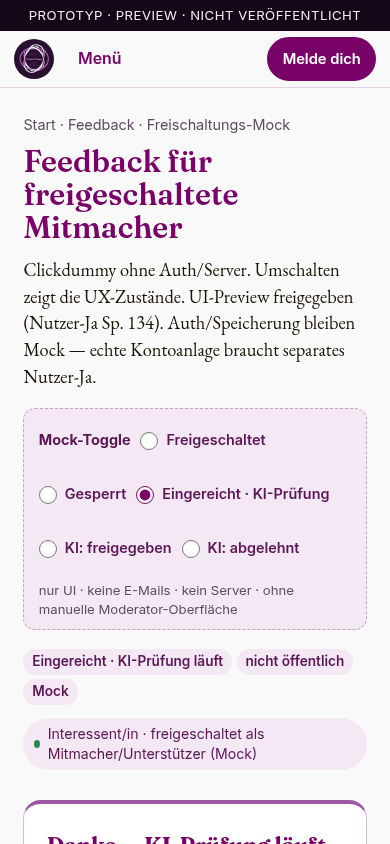 PROTOTYP · PREVIEW · NICHT VERÖFFENTLICHT
Menü
Melde dich
Start · Feedback · Freischaltungs-Mock
Feedback für
freigeschaltete
Mitmacher
Clickdummy ohne Auth/Server. Umschalten
zeigt die UX-Zustände. UI-Preview freigegeben
(Nutzer-Ja Sp. 134). Auth/Speicherung bleiben
Mock — echte Kontoanlage braucht separates
Nutzer-Ja.
Mock-Toggle Freigeschaltet
Gesperrt Eingereicht · KI-Prüfung
KI: freigegeben KI: abgelehnt
nur UI · keine E-Mails · kein Server · ohne
manuelle Moderator-Oberfläche
Eingereicht · KI-Prüfung läuft nicht öffentlich
Mock
Interessent/in · freigeschaltet als
Mitmacher/Unterstützer (Mock)
Danke — KI-Prüfung läuft